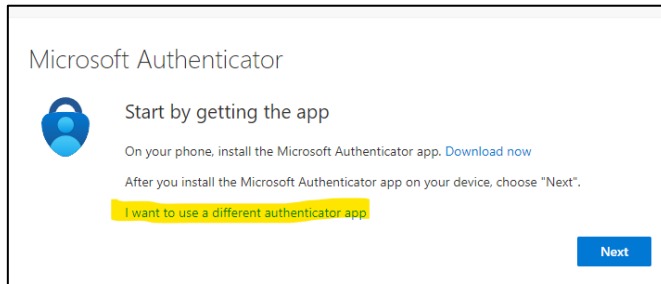 Microsoft Authenticator
Start by getting the app
On your phone, install the Microsoft Authenticator app. Download now
After you install the Microsoft Authenticator app on your device, choose "Next".
I want to use a different authenticator app
Next